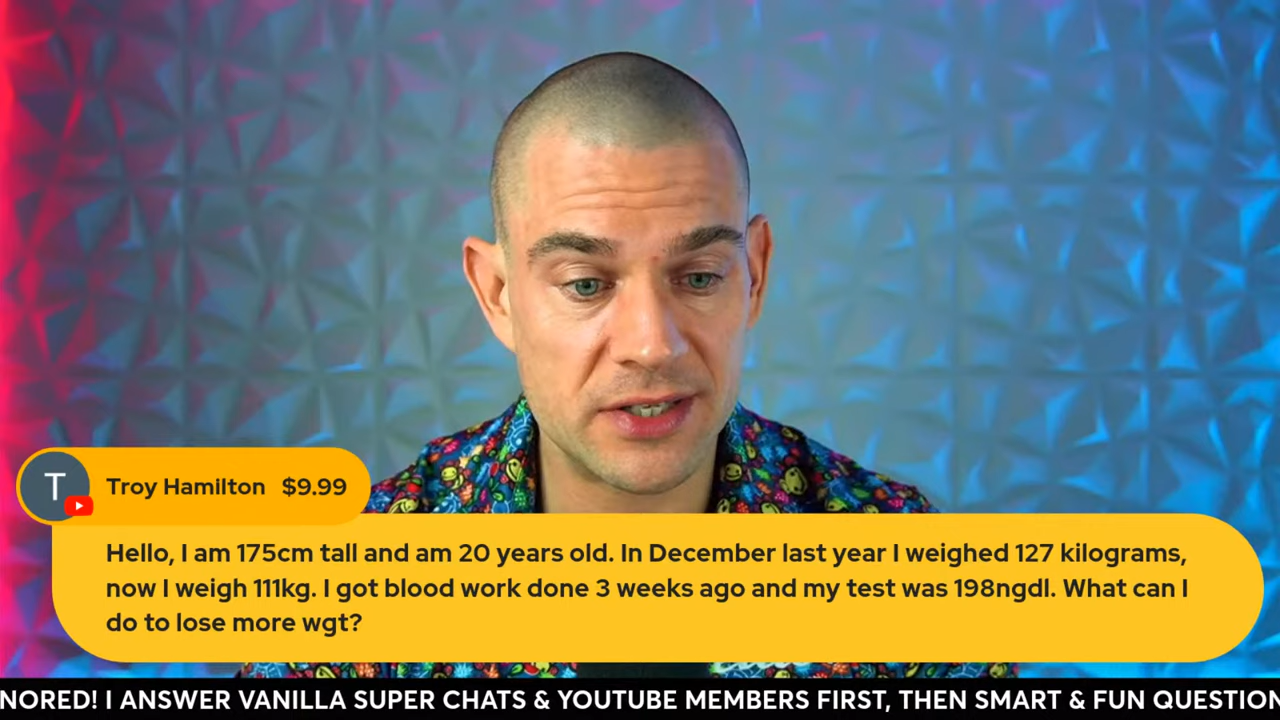 T
Troy Hamilton $9.99
Hello, I am 175cm tall and am 20 years old. In December last year I weighed 127 kilograms,
now I weigh 111kg. I got blood work done 3 weeks ago and my test was 198ngdl. What can I
do to lose more wgt?
NORED! I ANSWER VANILLA SUPER CHATS & YOUTUBE MEMBERS FIRST, THEN SMART & FUN QUESTION